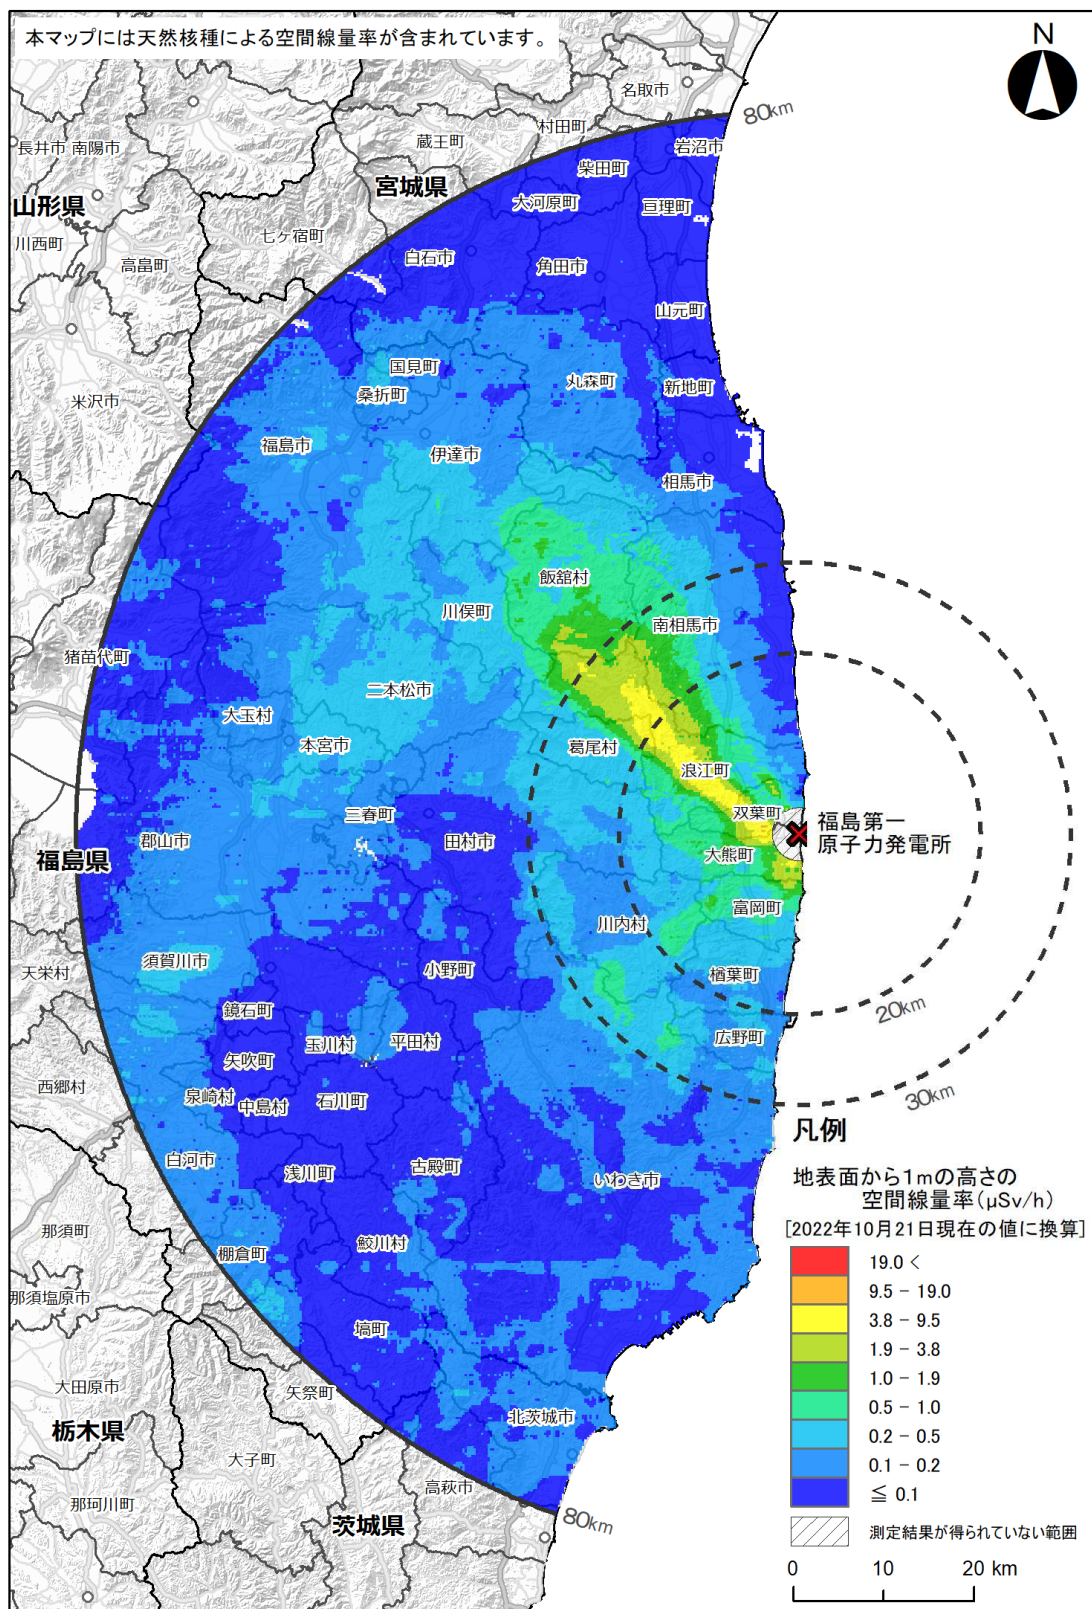 本マップには天然核種による空間線量率が含まれています。
N
名取市
80km
村田町
岩沼市
蔵王町
長井市
南陽市
柴田町
宮城県
山形県
大河原町
亘理町
七ヶ宿町
川西町
白石市
角田市
高畠町
山元町
国見町
丸森町
新地町
桑折町
米沢市
福島市
伊達市
相馬市
飯舘村
川俣町
南相馬市
猪苗代町
二本松市
大玉村
本宮市
葛尾村
浪江町
三春町
双葉町
福島第一
原子力発電所
郡山市
田村市
大熊町
福島県
富岡町
川内村
須賀川市
小野町
天栄村
楢葉町
鏡石町
20km
玉川村
平田村
広野町
矢吹町
西郷村
泉崎村
中島村
石川町
30km
凡例
白河市
浅川町
古殿町
いわき市
地表面から1mの高さの
空間線量率(μSv/h)
[2022年10月21日現在の値に換算]
那須町
鮫川村
棚倉町
19.0 <
那須塩原市
9.5 - 19.0
塙町
3.8 - 9.5
1.9 - 3.8
大田原市
矢祭町
1.0 - 1.9
0.5 - 1.0
北茨城市
栃木県
0.2 - 0.5
大子町
0.1 - 0.2
高萩市
≦ 0.1
那珂川町
茨城県
80km
測定結果が得られていない範囲
0 10 20 km